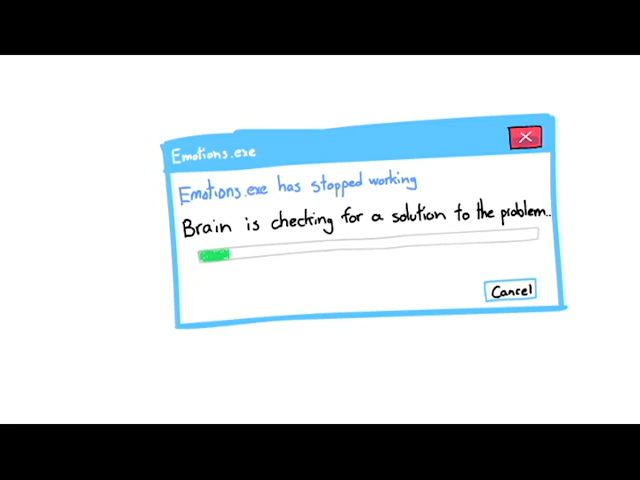 Emotions.exe
Emotions.exe has stopped working
Brain is checking for a solution to the problem..
Cancel